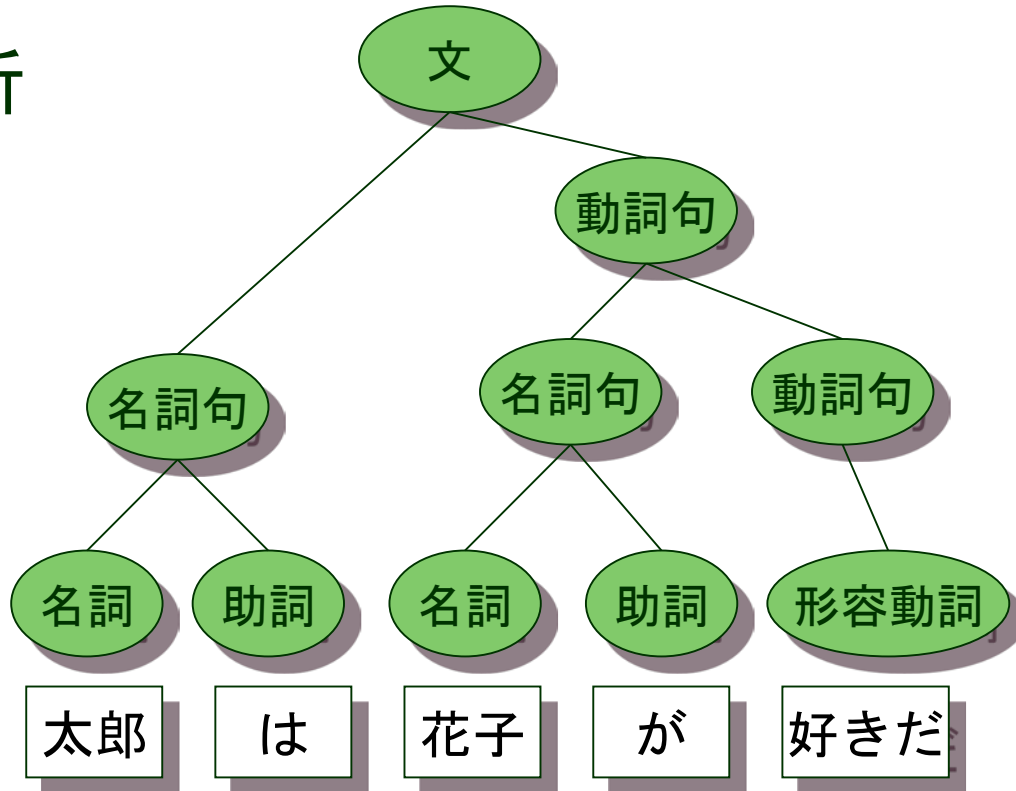 文
動詞句
名詞句 名詞句 動詞句
名詞 助詞 名詞 助詞 形容動詞
太郎 は 花子 が 好きだ